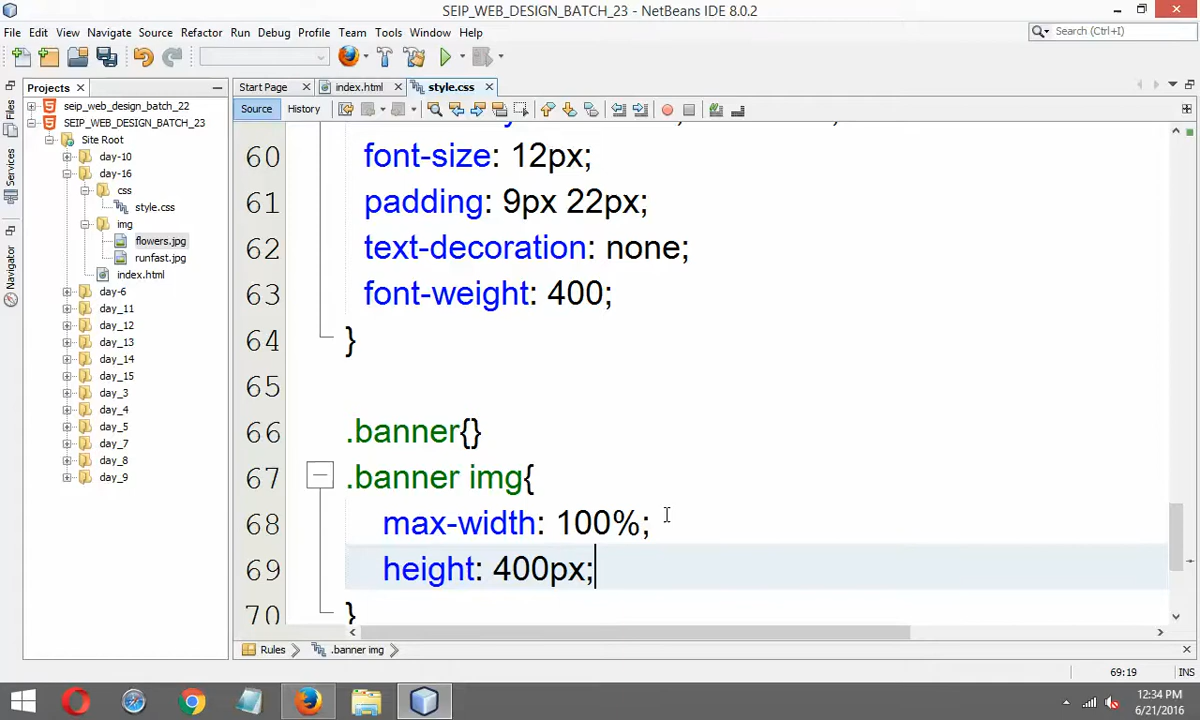 SEIP_WEB_DESIGN_BATCH_23 - NetBeans IDE 8.0.2
File Edit View Navigate Source Refactor Run Debug Profile Team Tools Window Help
Search (Ctrl+I)
Projects
Start Page
index.html
style.css
Files
Services
Navigator
seip_web_design_batch_22
SEIP_WEB_DESIGN_BATCH_23
Site Root
day-10
day-16
css
style.css
img
flowers.jpg
runfast.jpg
index.html
day-6
day_11
day_12
day_13
day_14
day_15
day_3
day_4
day_5
day_7
day_8
day_9
Source History
60 font-size: 12px;
61 padding: 9px 22px;
62 text-decoration: none;
63 font-weight: 400;
64 }
65
66 .banner{}
67 .banner img{
68 max-width: 100%;
69 height: 400px;
70 }
Rules .banner img
69:19 INS
12:34 PM
6/21/2016